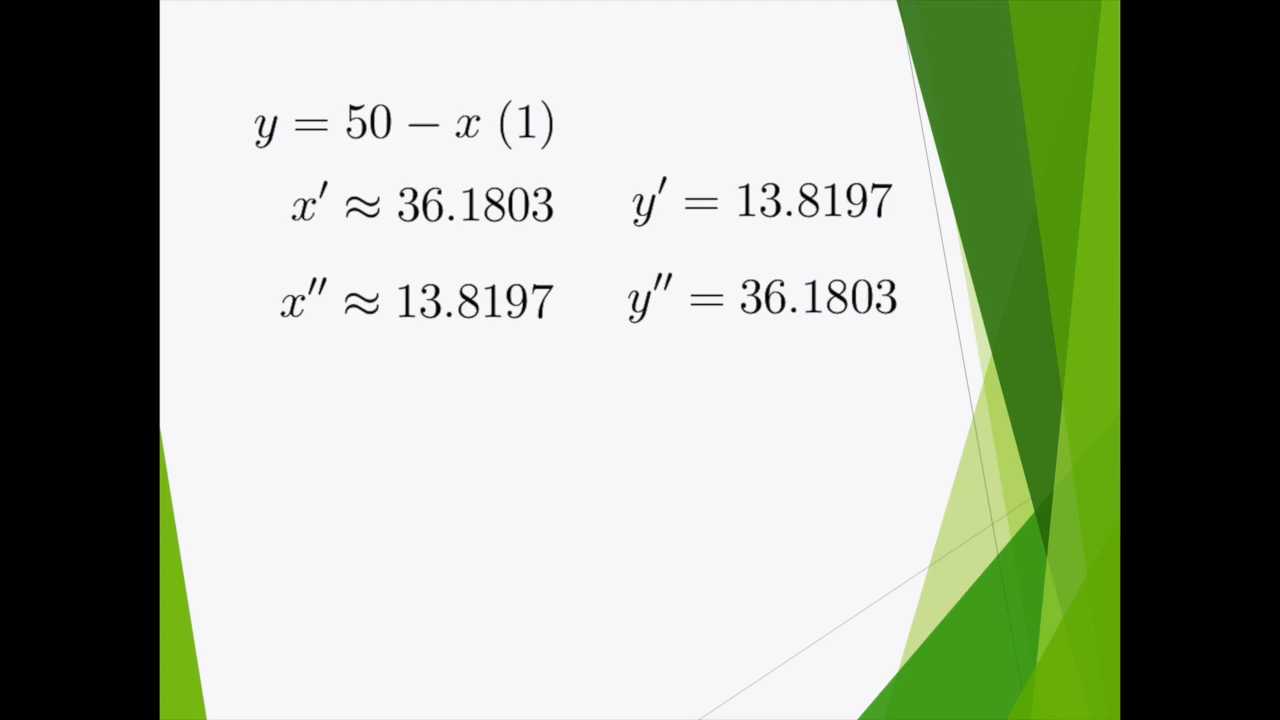 y = 50 − x (1)
x′ ≈ 36.1803 y′ = 13.8197
x″ ≈ 13.8197 y″ = 36.1803